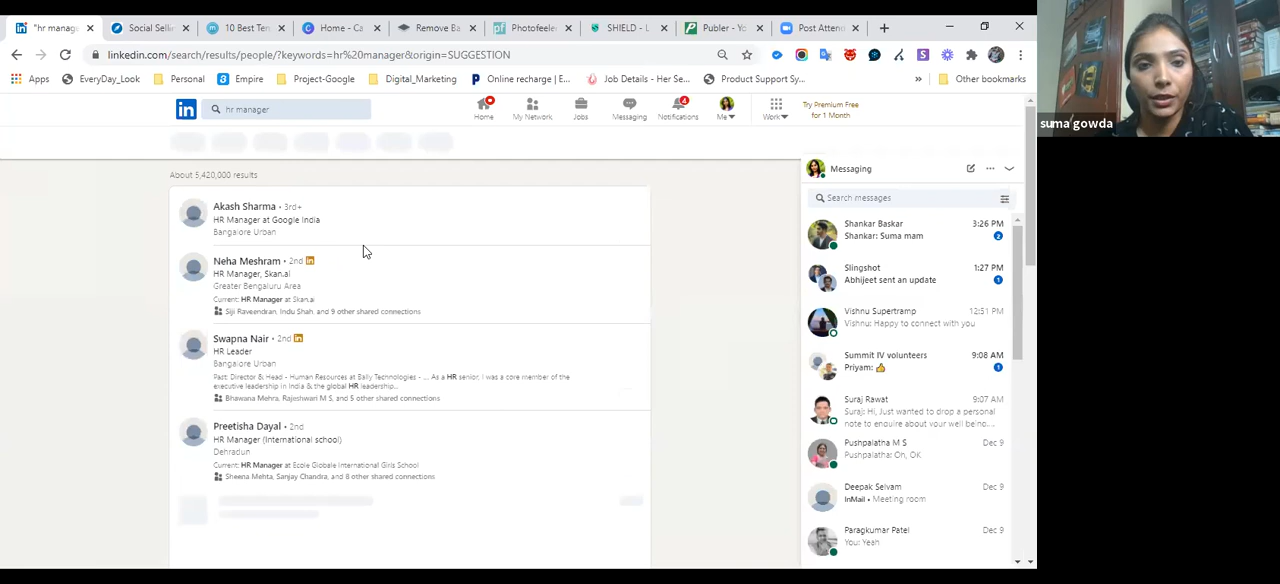 "hr manag
Social Sellin
10 Best Ten
Home - Ca
Remove Ba
Photofeele
SHIELD - L
Publer - Yo
Post Atteno
linkedin.com/search/results/people/?keywords=hr%20manager&origin=SUGGESTION
Apps
EveryDay_Look
Personal
Empire
Project-Google
Digital_Marketing
Online recharge | E...
Job Details - Her Se...
Product Support Sy...
»
Other bookmarks
suma gowda
in
hr manager
Home
My Network
Jobs
Messaging
4
Notifications
Me
Work
Try Premium Free
for 1 Month
About 5,420,000 results
Akash Sharma • 3rd+
HR Manager at Google India
Bangalore Urban
Neha Meshram • 2nd in
HR Manager, Skan.ai
Greater Bengaluru Area
Current: HR Manager at Skan.ai
Siji Raveendran, Indu Shah, and 9 other shared connections
Swapna Nair • 2nd in
HR Leader
Bangalore Urban
Past: Director & Head - Human Resources at Bally Technologies - ... As a HR senior, I was a core member of the
executive leadership in India & the global HR leadership...
Bhawana Mehra, Rajeshwari M S, and 5 other shared connections
Preetisha Dayal • 2nd
HR Manager (International school)
Dehradun
Current: HR Manager at Ecole Globale International Girls School
Sheena Mehta, Sanjay Chandra, and 8 other shared connections
Messaging
Search messages
Shankar Baskar 3:26 PM
Shankar: Suma mam 2
Slingshot 1:27 PM
Abhijeet sent an update 1
Vishnu Supertramp 12:31 PM
Vishnu: Happy to connect with you
Summit IV volunteers 9:08 AM
Priyam: 👍 1
Suraj Rawat 9:07 AM
Suraj: Hi, Just wanted to drop a personal
note to enquire about your well being...
Pushpalatha M S Dec 9
Pushpalatha: Oh, OK
Deepak Selvam Dec 9
InMail • Meeting room
Paragkumar Patel Dec 9
You: Yeah